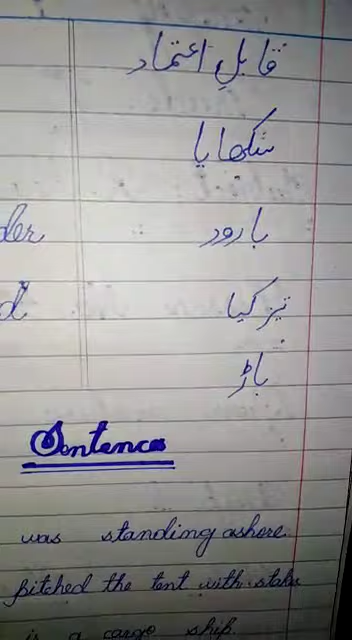 قابلِ اعتماد
سکھایا
der بارود
d تیز کیا
باڑ
Sentences
was standing ashore.
pitched the tent with stake
is a cargo ship